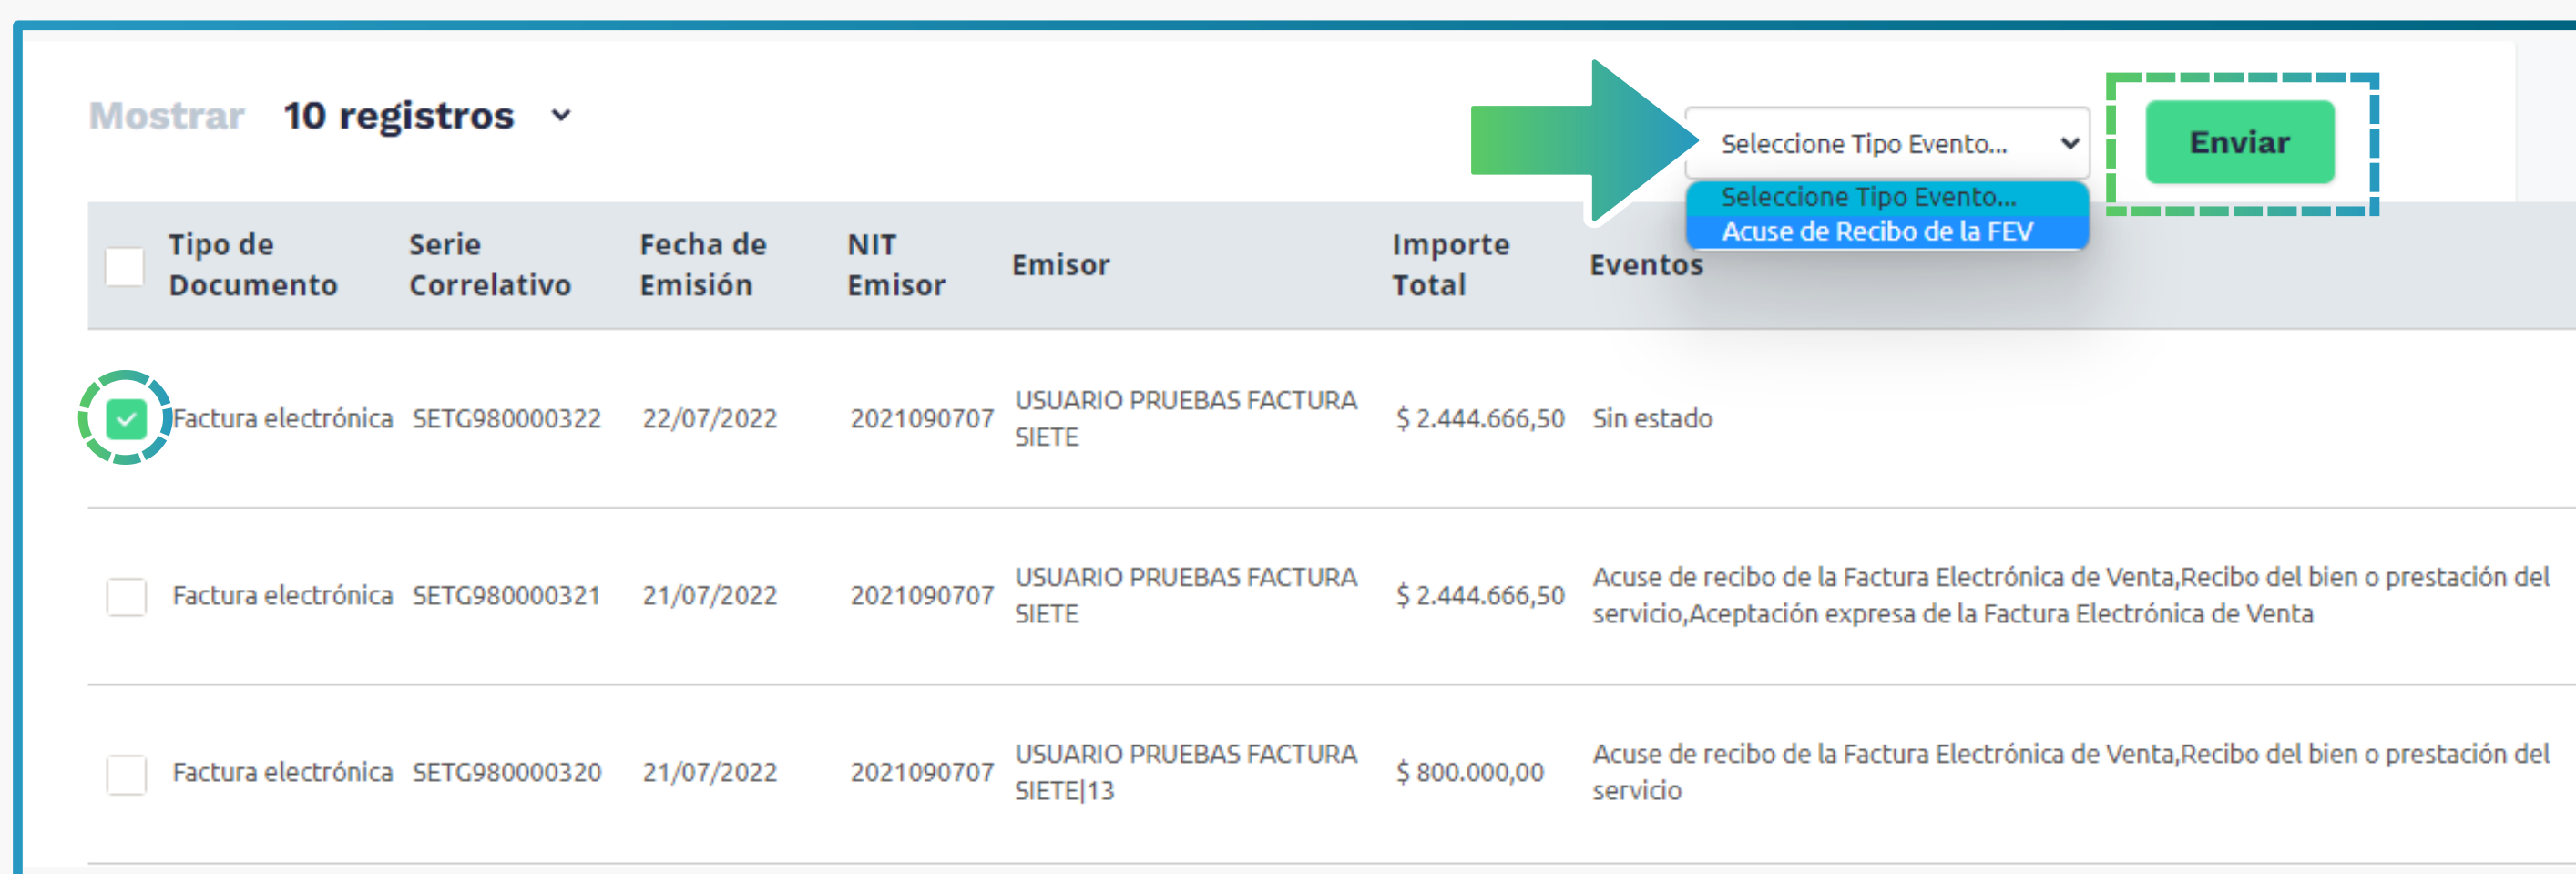 Mostrar 10 registros
Seleccione Tipo Evento...
Enviar
Seleccione Tipo Evento...
Acuse de Recibo de la FEV
Tipo de Documento
Serie Correlativo
Fecha de Emisión
NIT Emisor
Emisor
Importe Total
Eventos
Factura electrónica SETG980000322 22/07/2022 2021090707 USUARIO PRUEBAS FACTURA SIETE $ 2.444.666,50 Sin estado
Factura electrónica SETG980000321 21/07/2022 2021090707 USUARIO PRUEBAS FACTURA SIETE $ 2.444.666,50 Acuse de recibo de la Factura Electrónica de Venta,Recibo del bien o prestación del servicio,Aceptación expresa de la Factura Electrónica de Venta
Factura electrónica SETG980000320 21/07/2022 2021090707 USUARIO PRUEBAS FACTURA SIETE|13 $ 800.000,00 Acuse de recibo de la Factura Electrónica de Venta,Recibo del bien o prestación del servicio